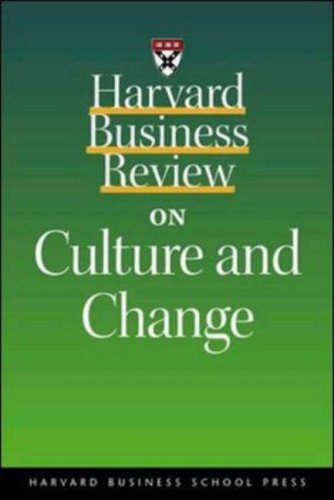 Harvard
Business
Review
ON
Culture and
Change
HARVARD BUSINESS SCHOOL PRESS